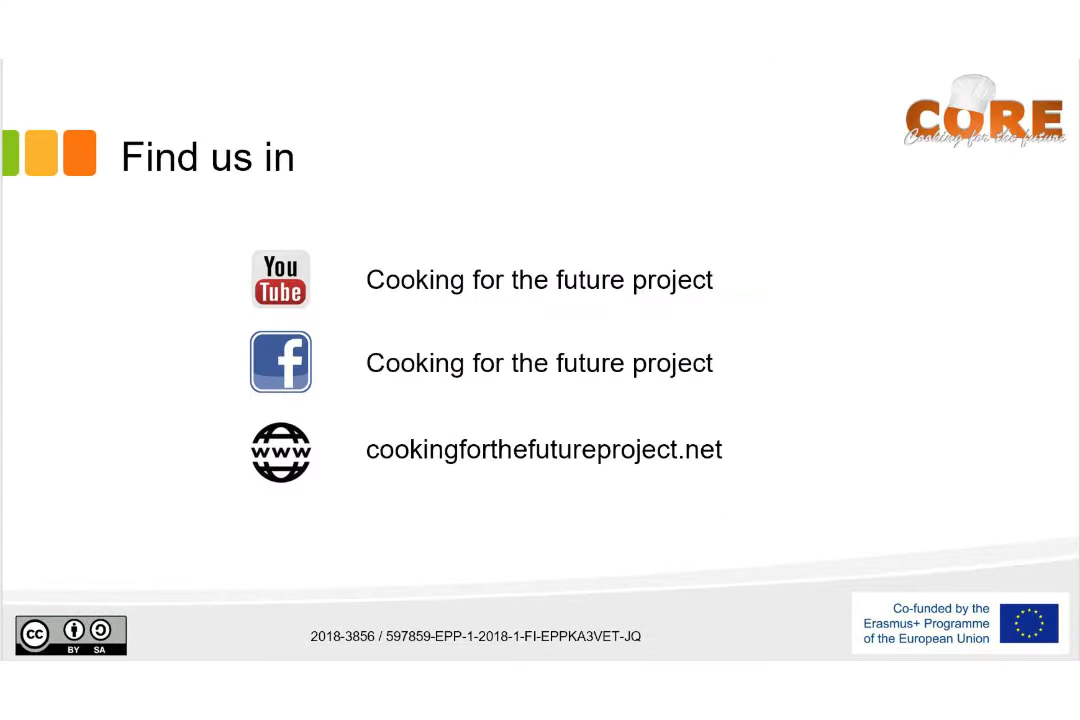 CORE
Cooking for the future
Find us in
You
Tube
Cooking for the future project
f
Cooking for the future project
www
cookingforthefutureproject.net
cc
BY SA
2018-3856 / 597859-EPP-1-2018-1-FI-EPPKA3VET-JQ
Co-funded by the
Erasmus+ Programme
of the European Union